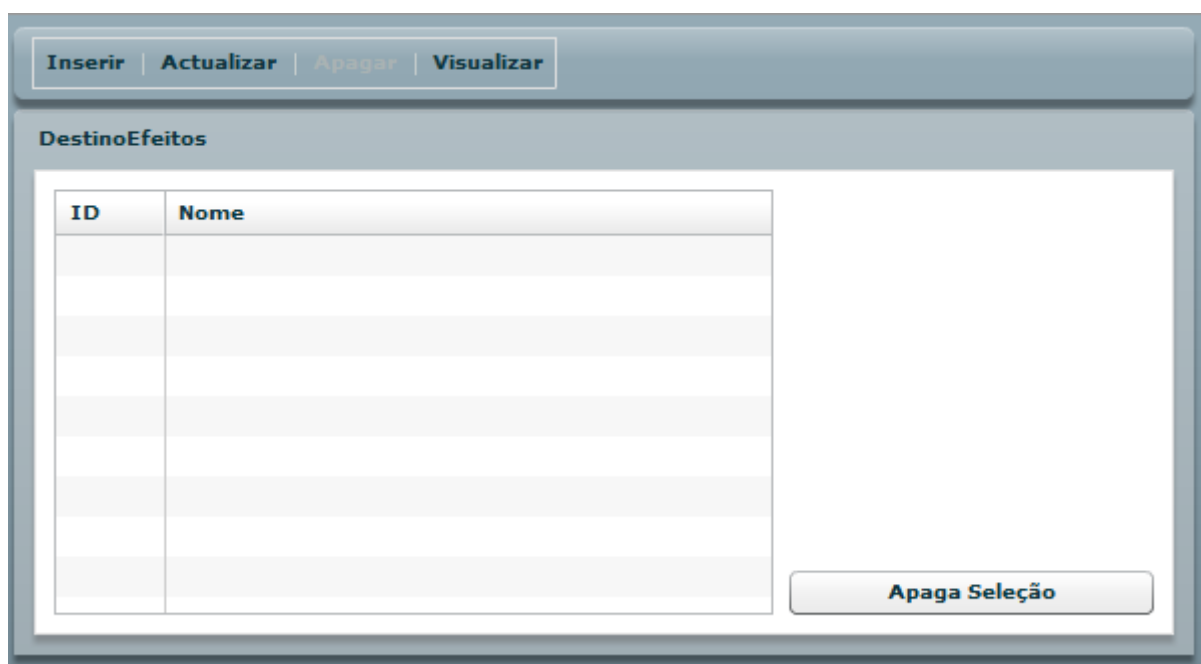 Inserir | Actualizar | Apagar | Visualizar
DestinoEfeitos
ID Nome
Apaga Seleção